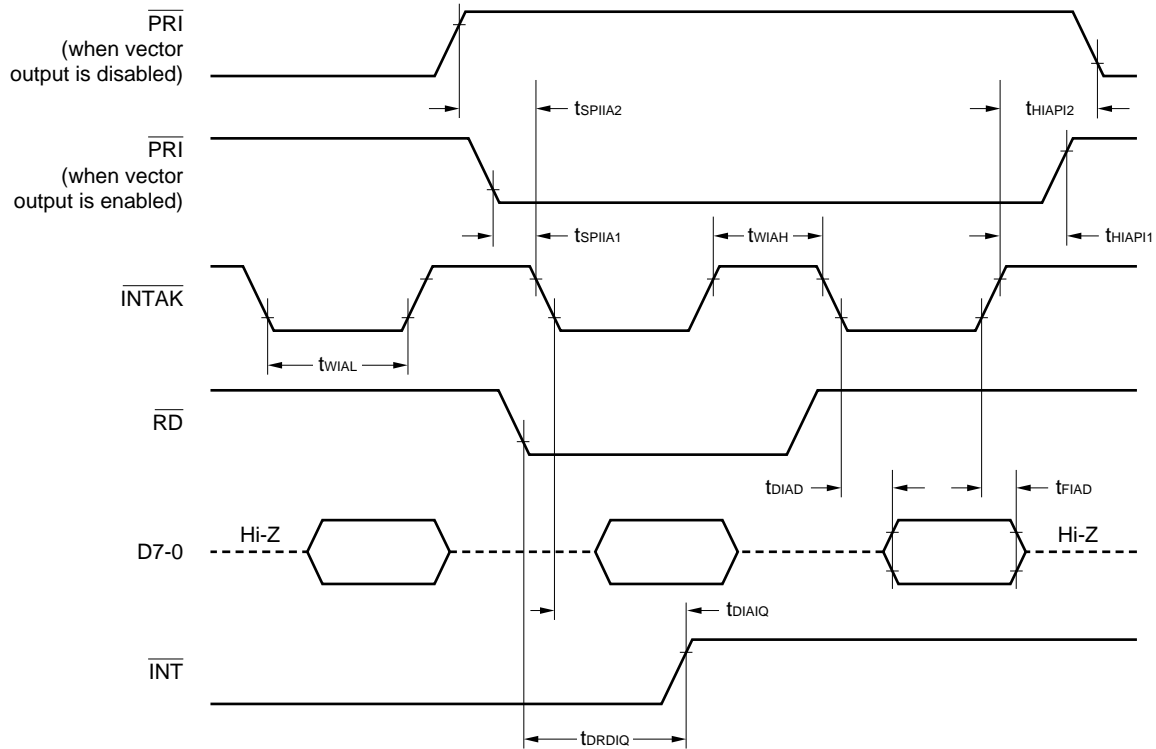 PRI
(when vector
output is disabled)
tSPIIA2
tHIAPI2
PRI
(when vector
output is enabled)
tSPIIA1
tWIAH
tHIAPI1
INTAK
tWIAL
RD
tDIAD
tFIAD
Hi-Z
Hi-Z
D7-0
tDIAIQ
INT
tDRDIQ